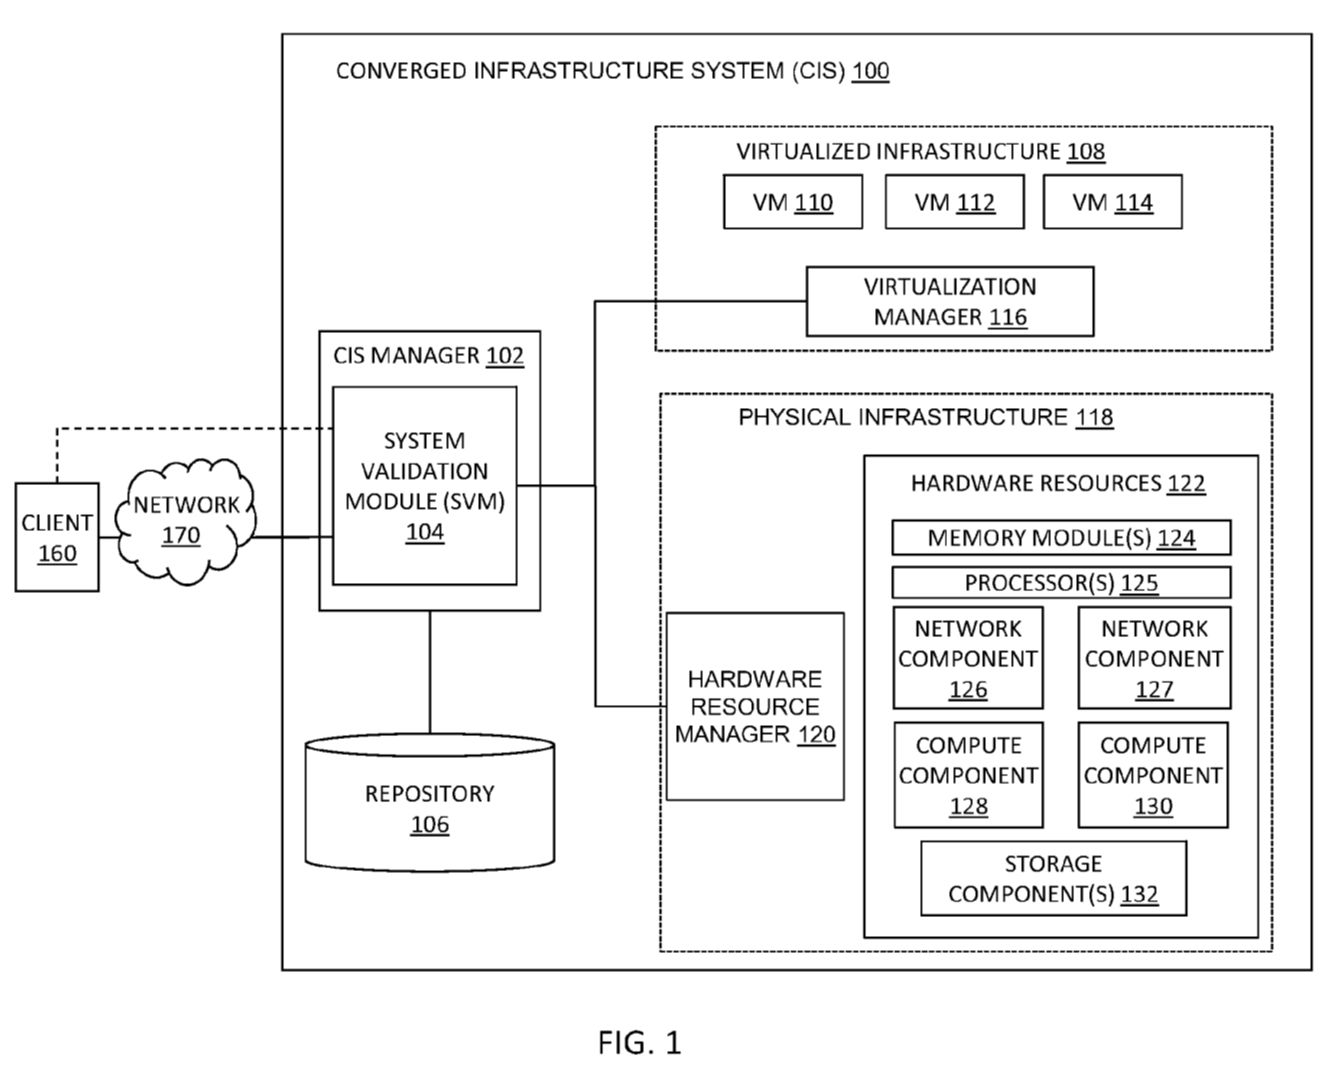 CONVERGED INFRASTRUCTURE SYSTEM (CIS) 100
VIRTUALIZED INFRASTRUCTURE 108
VM 110
VM 112
VM 114
VIRTUALIZATION
MANAGER 116
CIS MANAGER 102
SYSTEM
VALIDATION
MODULE (SVM)
104
CLIENT
160
NETWORK
170
REPOSITORY
106
PHYSICAL INFRASTRUCTURE 118
HARDWARE
RESOURCE
MANAGER 120
HARDWARE RESOURCES 122
MEMORY MODULE(S) 124
PROCESSOR(S) 125
NETWORK
COMPONENT
126
NETWORK
COMPONENT
127
COMPUTE
COMPONENT
128
COMPUTE
COMPONENT
130
STORAGE
COMPONENT(S) 132
FIG. 1